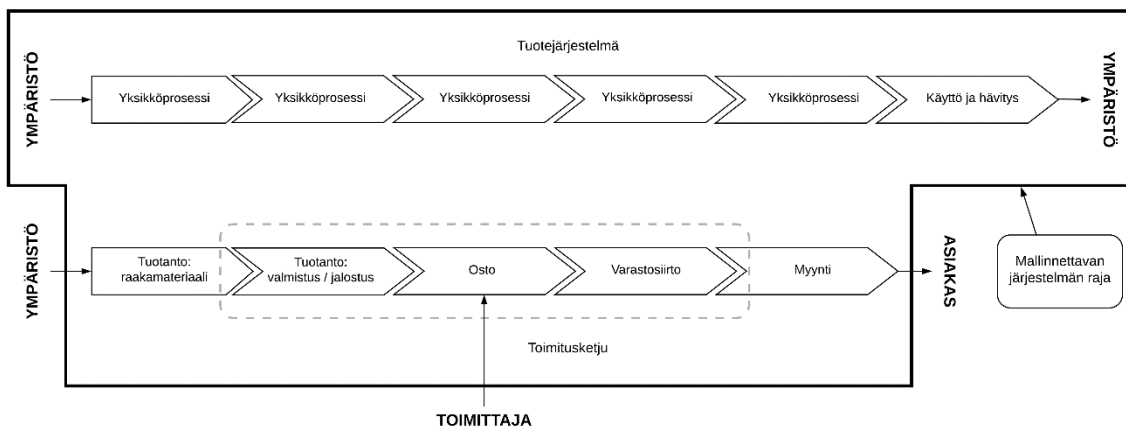 Tuotejärjestelmä
YMPÄRISTÖ
YMPÄRISTÖ
Yksikköprosessi
Yksikköprosessi
Yksikköprosessi
Yksikköprosessi
Yksikköprosessi
Käyttö ja hävitys
YMPÄRISTÖ
Tuotanto:
raakamateriaali
Tuotanto:
valmistus / jalostus
Osto
Varastosiirto
Myynti
ASIAKAS
Mallinnettavan
järjestelmän raja
Toimitusketju
TOIMITTAJA